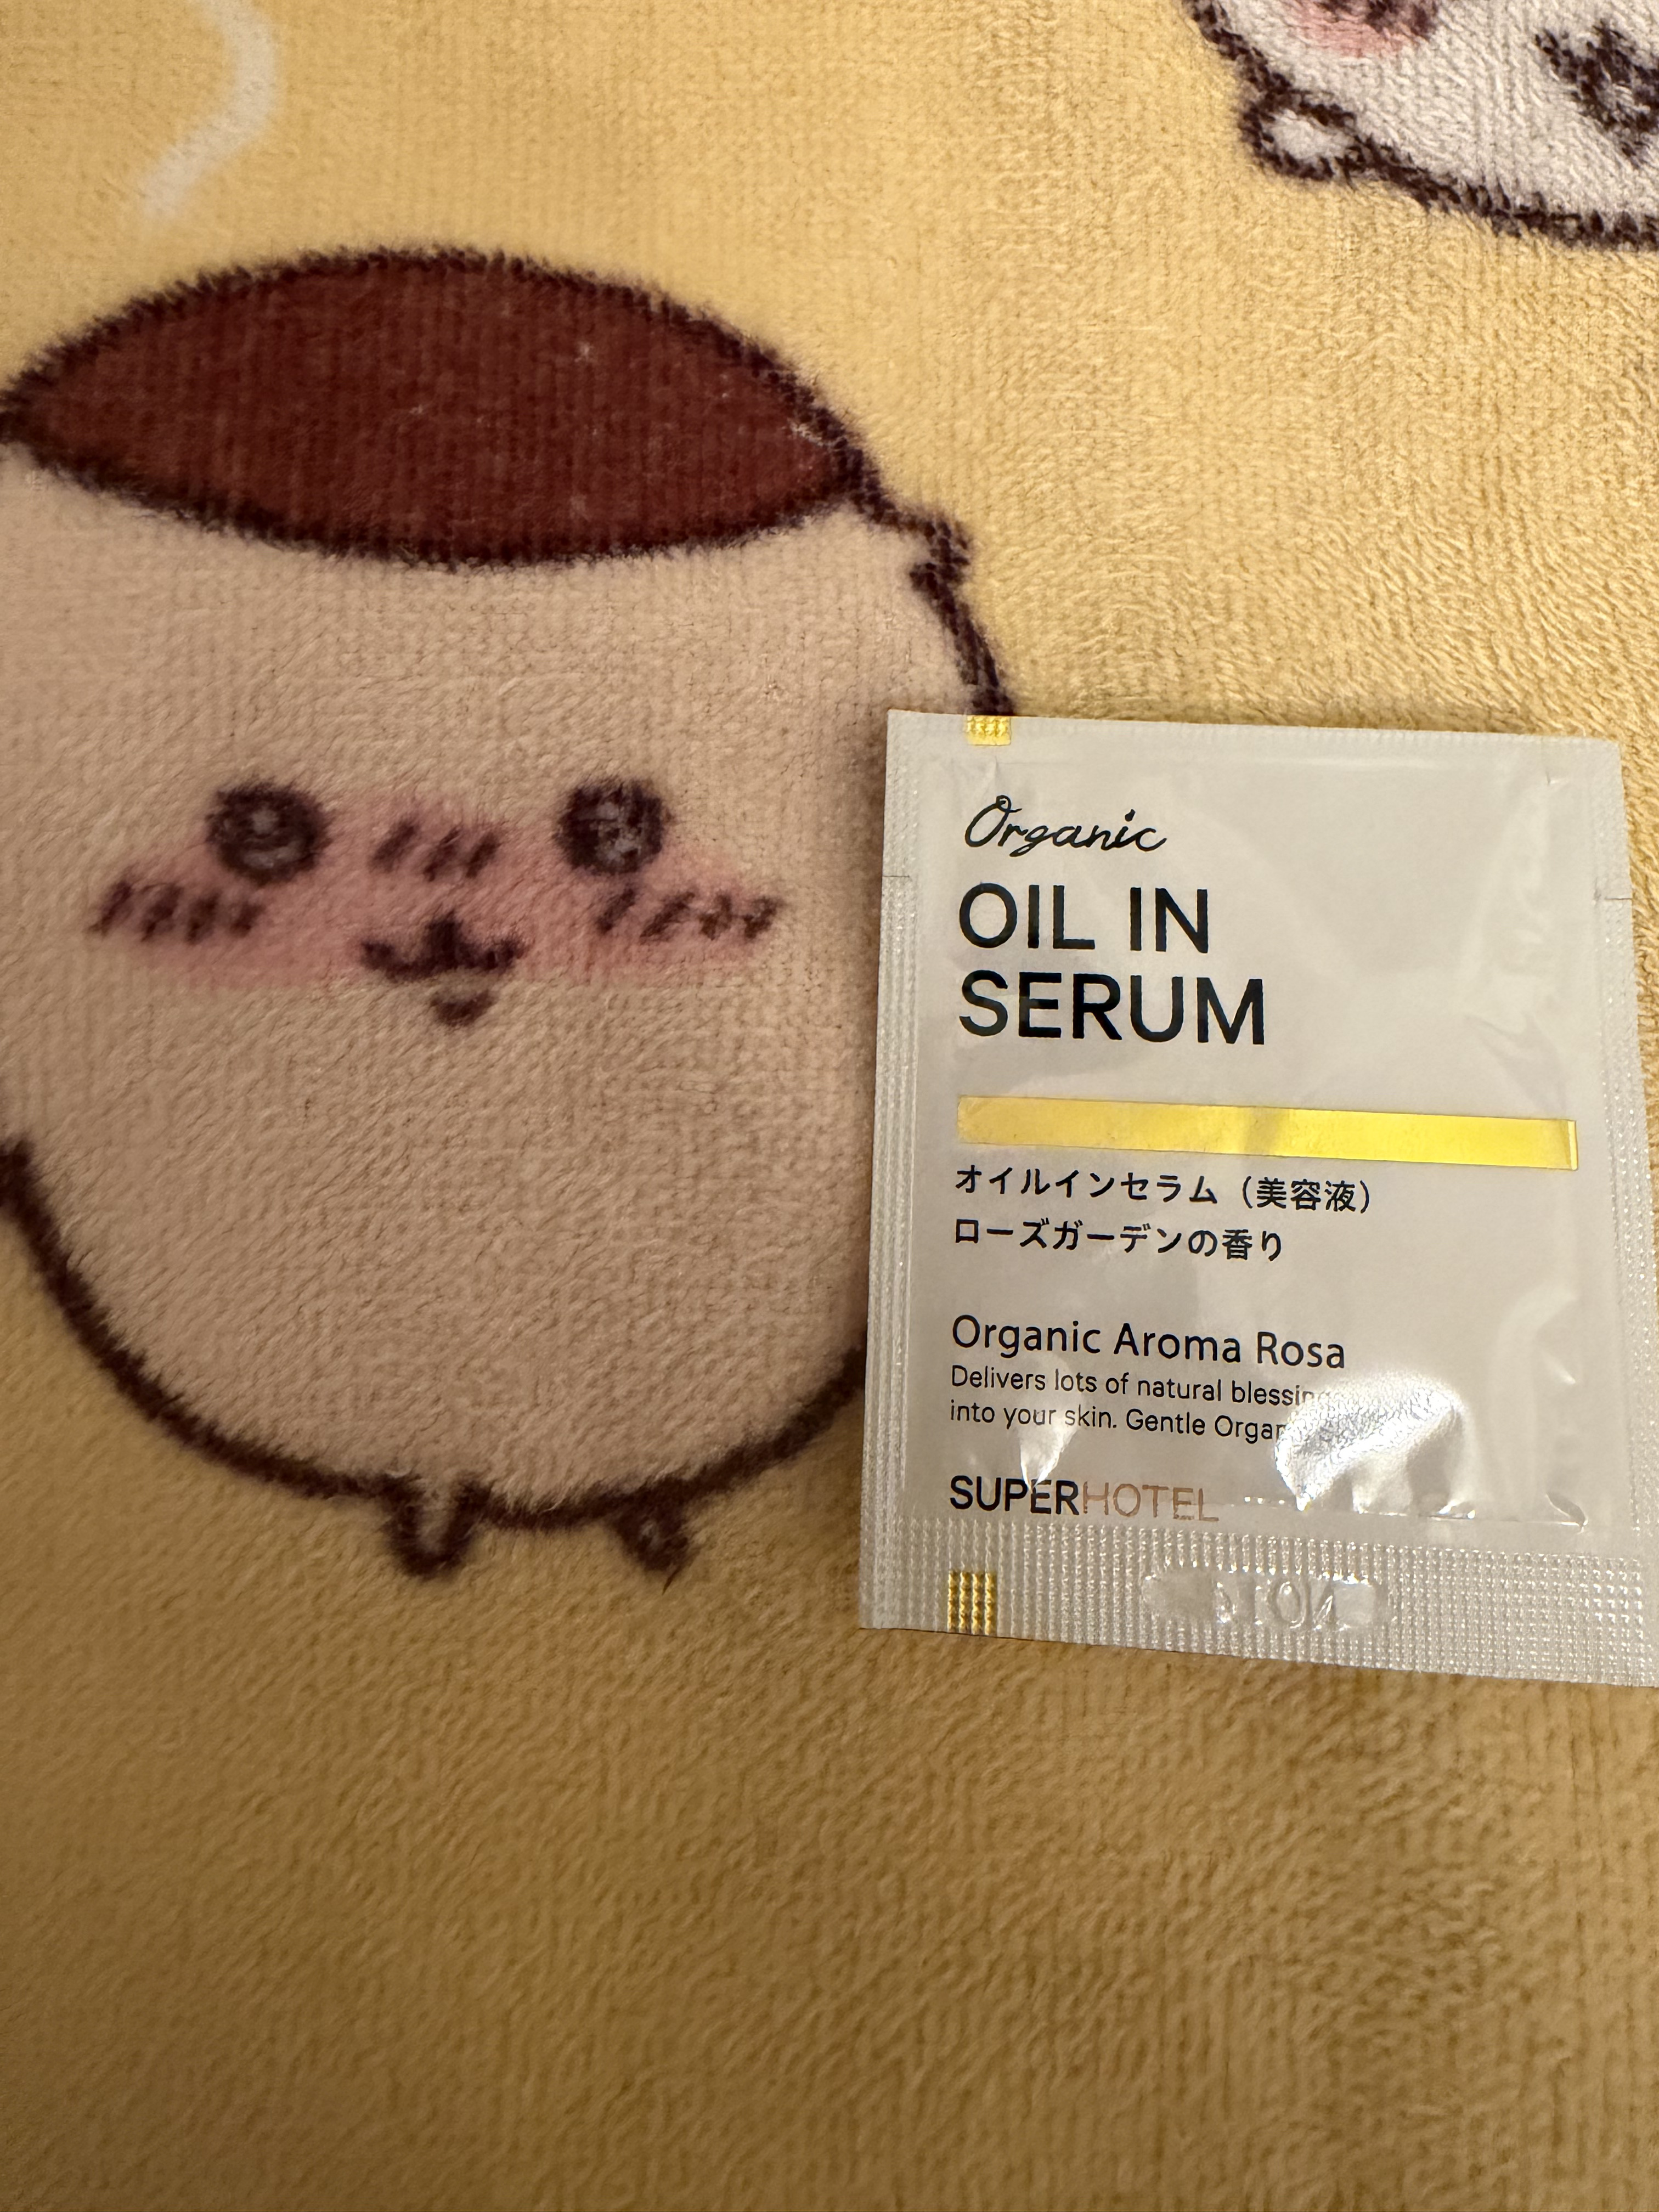 Organic
OIL IN
SERUM
オイルインセラム（美容液）
ローズガーデンの香り
Organic Aroma Rosa
Delivers lots of natural
into your skin. Gentle
SUPERHOTEL